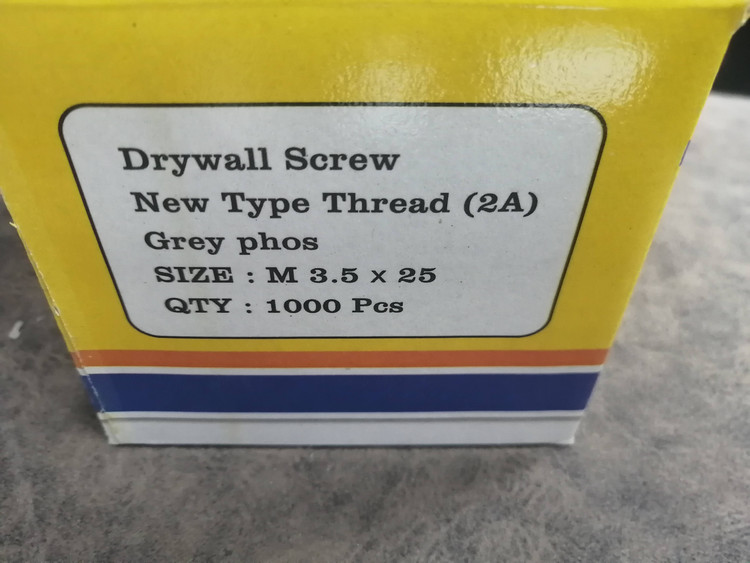 Drywall Screw
New Type Thread (2A)
Grey phos
SIZE : M 3.5 x 25
QTY : 1000 Pcs